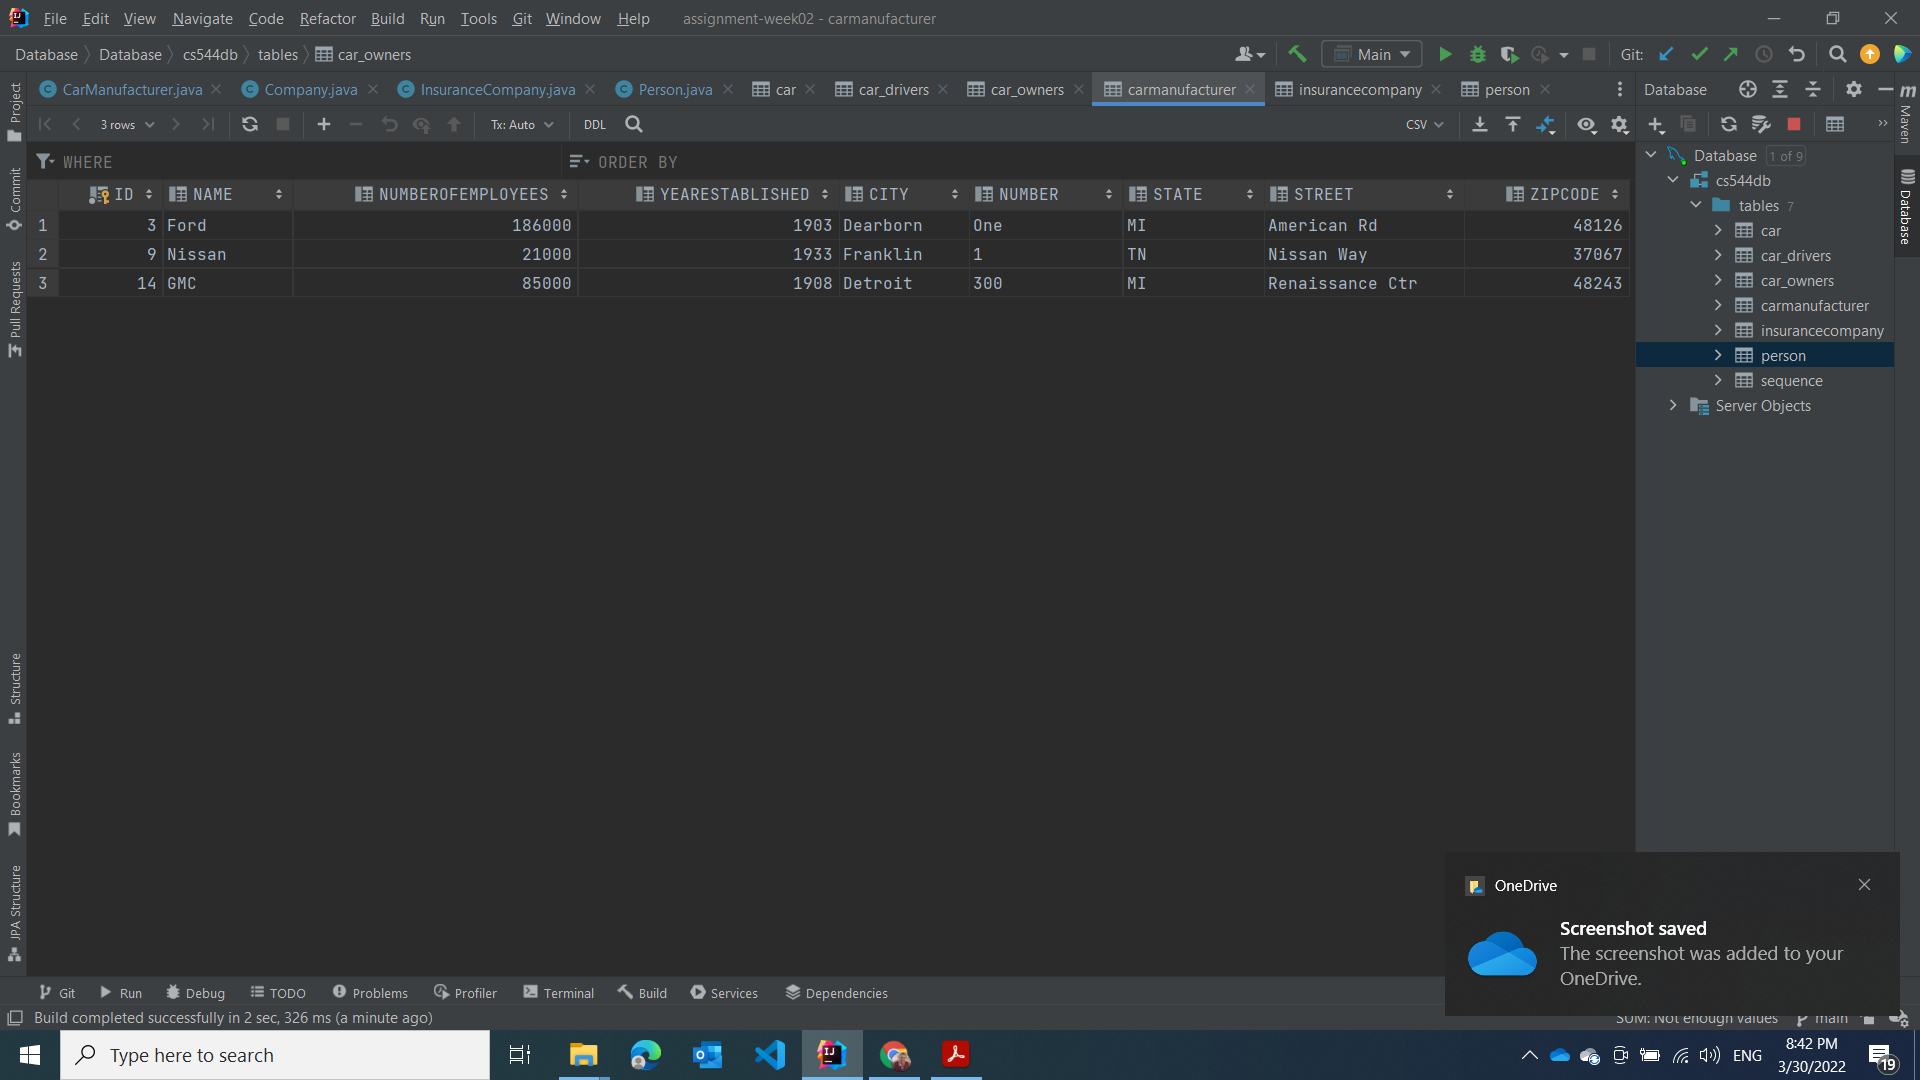 File Edit View Navigate Code Refactor Build Run Tools Git Window Help assignment-week02 - carmanufacturer
Database Database cs544db tables car_owners Main Git:
CarManufacturer.java Company.java InsuranceCompany.java Person.java car car_drivers car_owners carmanufacturer insurancecompany person Database
3 rows Tx: Auto DDL CSV
WHERE ORDER BY
ID NAME NUMBEROFEMPLOYEES YEARESTABLISHED CITY NUMBER STATE STREET ZIPCODE
1 3 Ford 186000 1903 Dearborn One MI American Rd 48126
2 9 Nissan 21000 1933 Franklin 1 TN Nissan Way 37067
3 14 GMC 85000 1908 Detroit 300 MI Renaissance Ctr 48243
Database 1 of 9
cs544db
tables 7
car
car_drivers
car_owners
carmanufacturer
insurancecompany
person
sequence
Server Objects
Project
Commit
Pull Requests
Structure
Bookmarks
JPA Structure
m
Maven
Database
OneDrive
Screenshot saved
The screenshot was added to your
OneDrive.
Git Run Debug TODO Problems Profiler Terminal Build Services Dependencies
Build completed successfully in 2 sec, 326 ms (a minute ago) SUM: Not enough values main
Type here to search
IJ
ENG
8:42 PM
3/30/2022
19